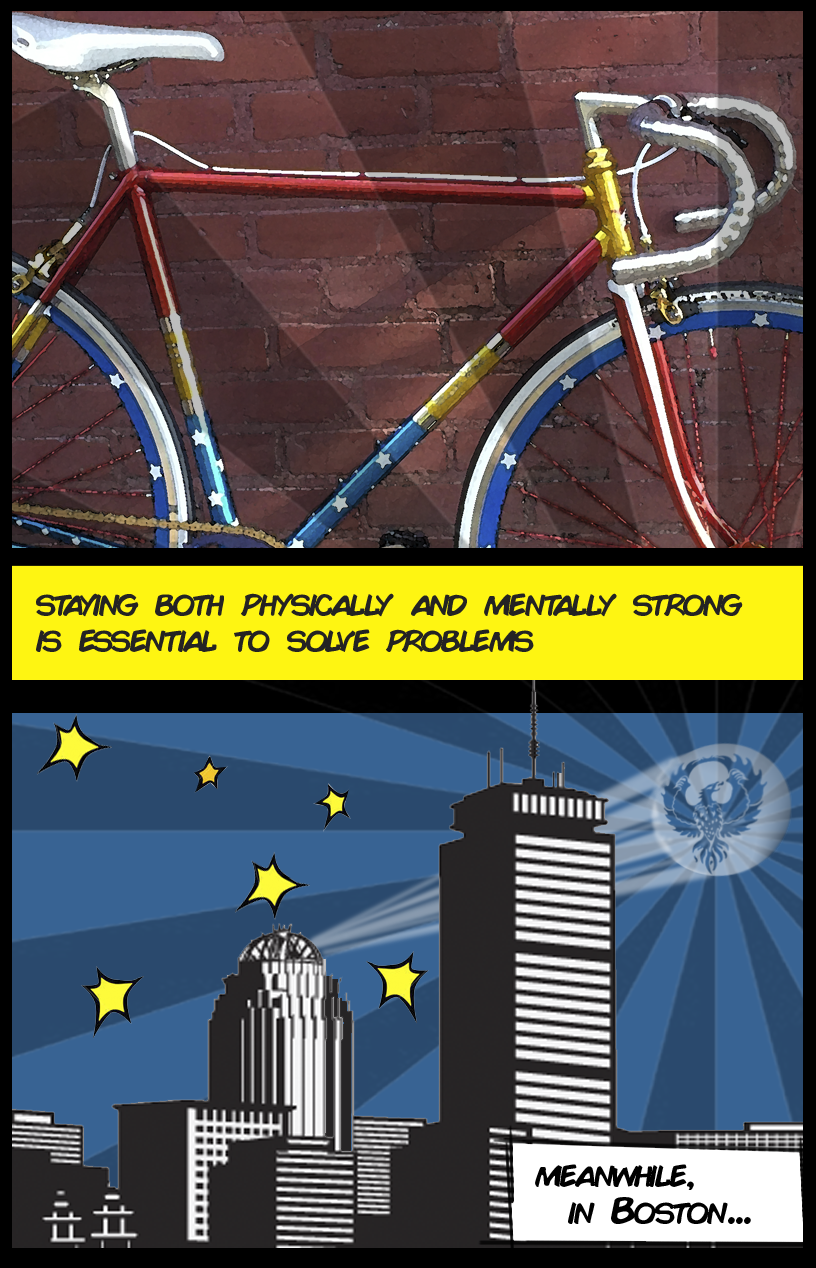 STAYING BOTH PHYSICALLY AND MENTALLY STRONG
IS ESSENTIAL TO SOLVE PROBLEMS
MEANWHILE,
IN BOSTON...